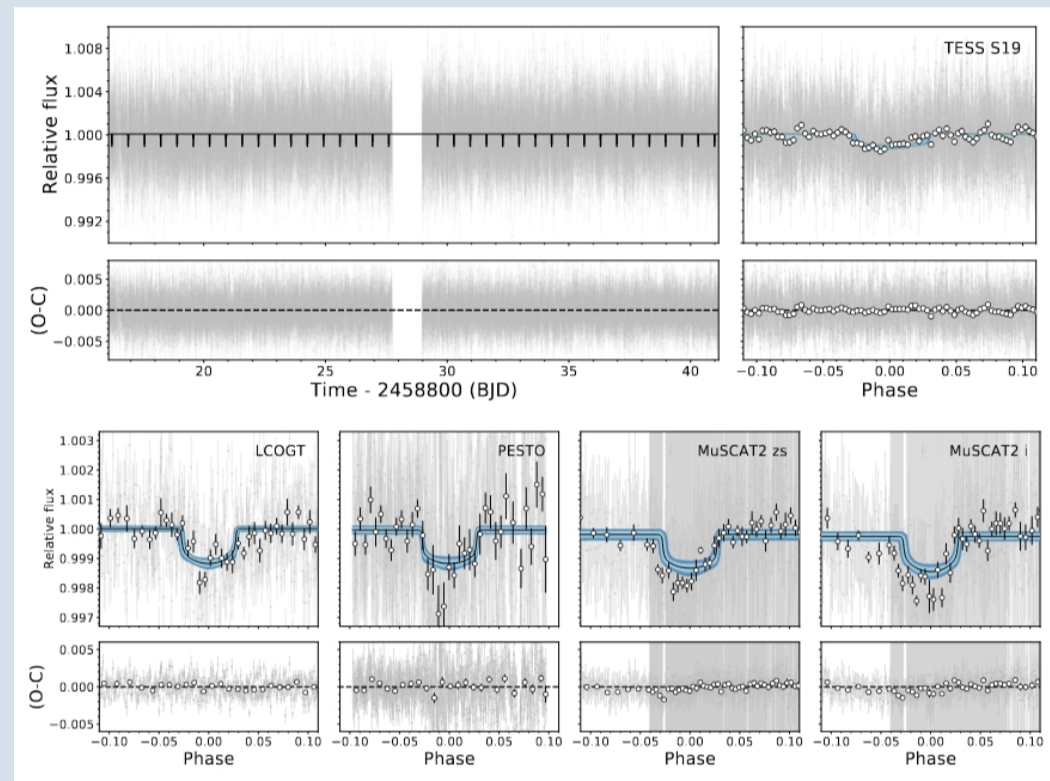 Relative flux
1.008
1.004
1.000
0.996
0.992
TESS S19
(O-C)
0.005
0.000
−0.005
20 25 30 35 40
Time - 2458800 (BJD)
−0.10 −0.05 0.00 0.05 0.10
Phase
Relative flux
1.003
1.002
1.001
1.000
0.999
0.998
0.997
LCOGT
PESTO
MuSCAT2 zs
MuSCAT2 i
(O-C)
0.005
0.000
−0.005
−0.10 −0.05 0.00 0.05 0.10
Phase
−0.10 −0.05 0.00 0.05 0.10
Phase
−0.10 −0.05 0.00 0.05 0.10
Phase
−0.10 −0.05 0.00 0.05 0.10
Phase